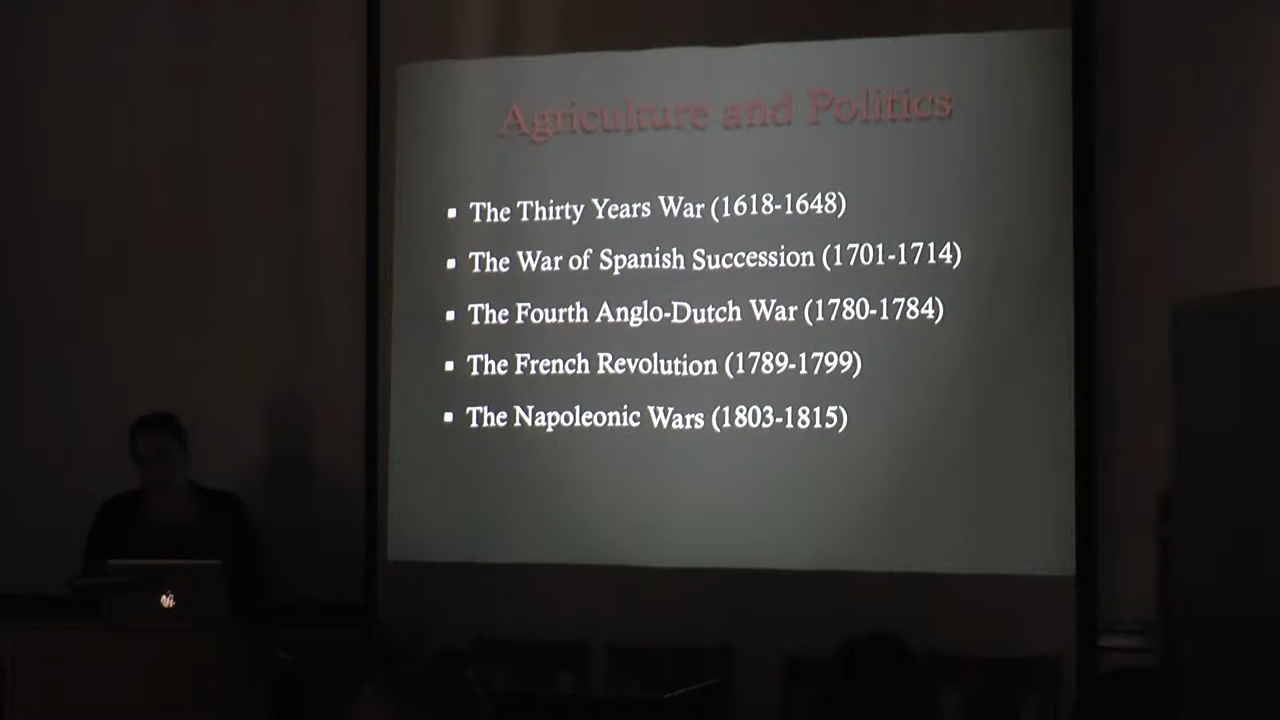 Agriculture and Politics
▪ The Thirty Years War (1618-1648)
▪ The War of Spanish Succession (1701-1714)
▪ The Fourth Anglo-Dutch War (1780-1784)
▪ The French Revolution (1789-1799)
▪ The Napoleonic Wars (1803-1815)